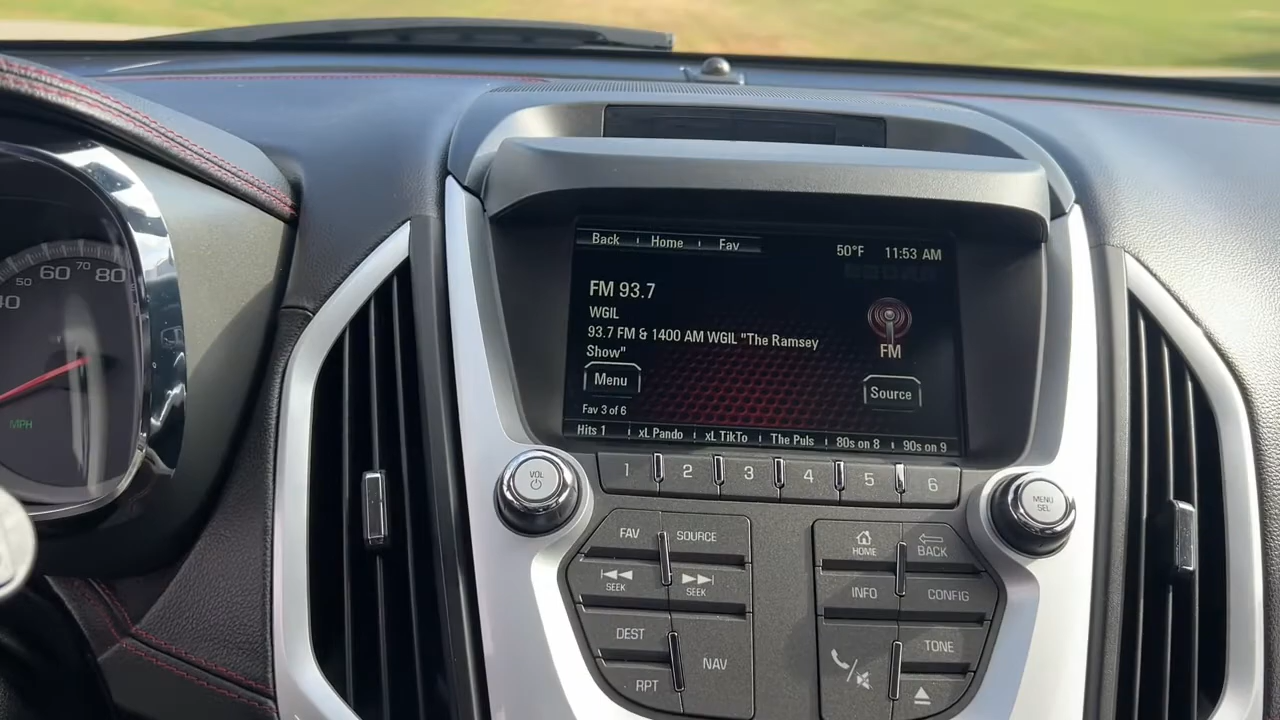 Back Home Fav 50°F 11:53 AM
FM 93.7
WGIL
93.7 FM & 1400 AM WGIL "The Ramsey
Show"
FM
Menu
Source
Fav 3 of 6
Hits 1 xL Pando xL TikTo The Puls 80s on 8 90s on 9
40 50 60 70 80
MPH
VOL
1 2 3 4 5 6
MENU
SEL
FAV SOURCE
HOME BACK
SEEK SEEK
INFO CONFIG
DEST
NAV
RPT
TONE